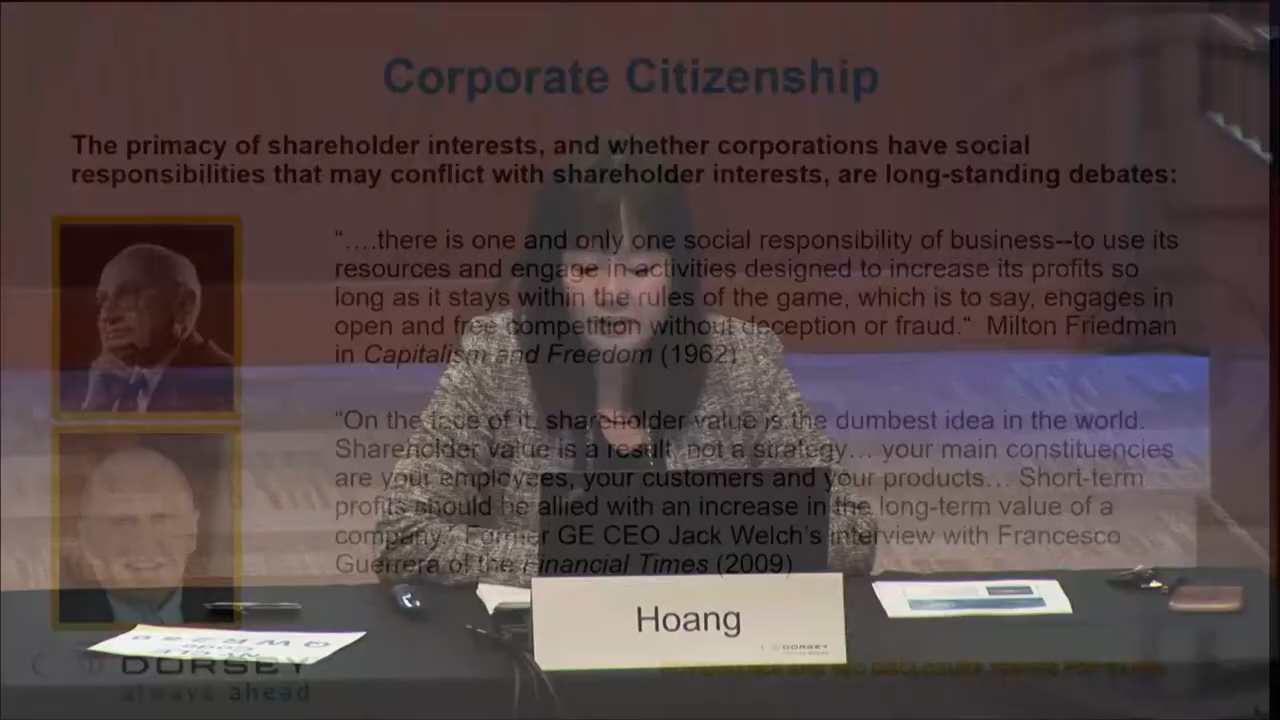 Corporate Citizenship
The primacy of shareholder interests, and whether corporations have social
responsibilities that may conflict with shareholder interests, are long-standing debates:
“….there is one and only one social responsibility of business--to use its
resources and engage in activities designed to increase its profits so
long as it stays within the rules of the game, which is to say, engages in
open and free competition without deception or fraud.“ Milton Friedman
in Capitalism and Freedom (1962)
“On the face of it, shareholder value is the dumbest idea in the world.
Shareholder value is a result, not a strategy… your main constituencies
are your employees, your customers and your products… Short-term
profits should be allied with an increase in the long-term value of a
company.” Former GE CEO Jack Welch’s interview with Francesco
Guerrera of the Financial Times (2009)
Hoang
DORSEY
DORSEY
always ahead